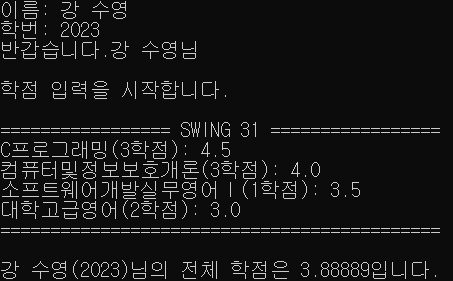 이름: 강 수영
학번: 2023
반갑습니다.강 수영님
학점 입력을 시작합니다.
================= SWING 31 =================
C프로그래밍(3학점): 4.5
컴퓨터및정보보호개론(3학점): 4.0
소프트웨어개발실무영어Ⅰ(1학점): 3.5
대학고급영어(2학점): 3.0
============================================
강 수영(2023)님의 전체 학점은 3.88889입니다.